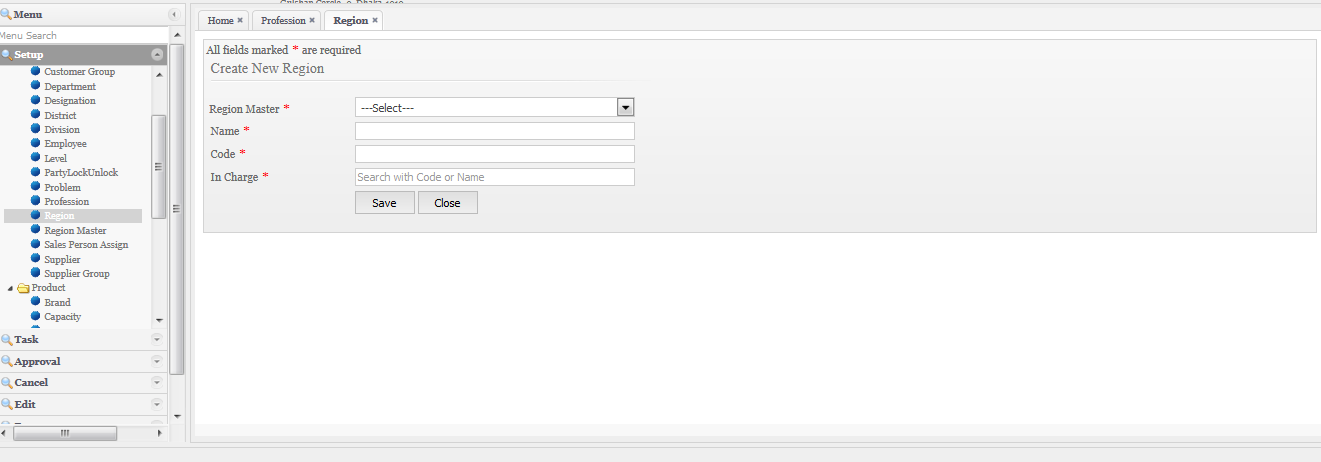 Menu
Menu Search
Setup
Customer Group
Department
Designation
District
Division
Employee
Level
PartyLockUnlock
Problem
Profession
Region
Region Master
Sales Person Assign
Supplier
Supplier Group
Product
Brand
Capacity
Task
Approval
Cancel
Edit
Home
Profession
Region
All fields marked * are required
Create New Region
Region Master * ---Select---
Name *
Code *
In Charge * Search with Code or Name
Save Close